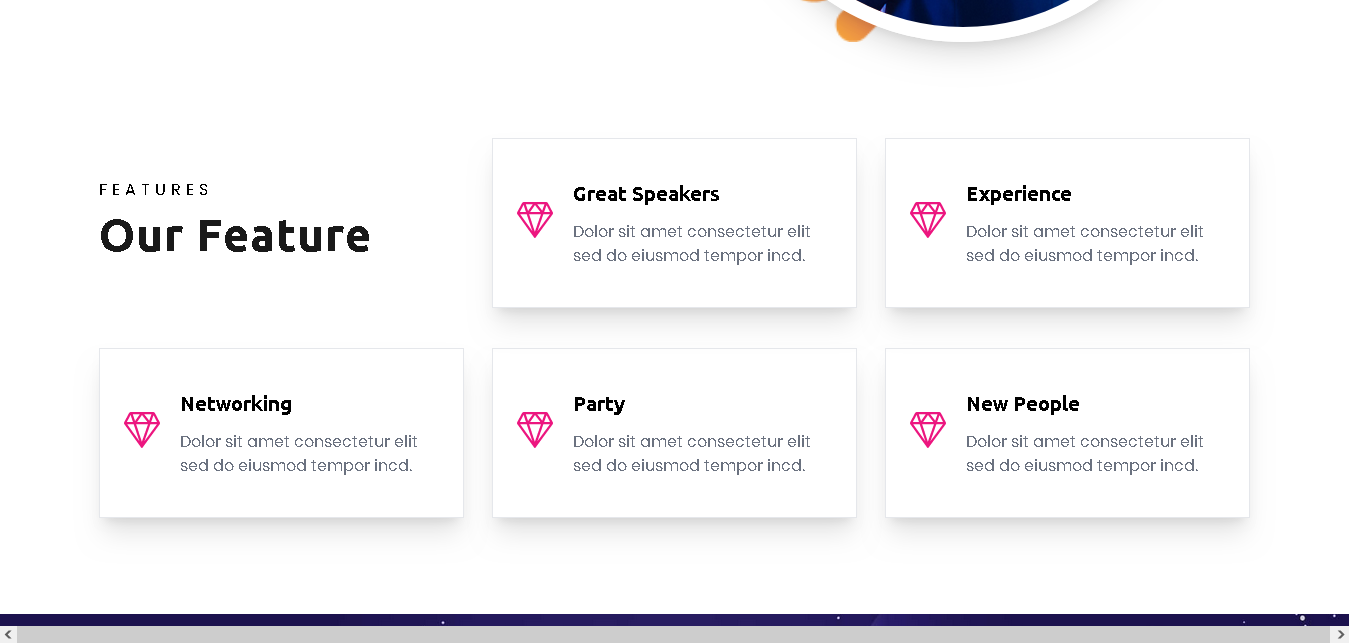 FEATURES
Our Feature
Great Speakers
Dolor sit amet consectetur elit
sed do eiusmod tempor incd.
Experience
Dolor sit amet consectetur elit
sed do eiusmod tempor incd.
Networking
Dolor sit amet consectetur elit
sed do eiusmod tempor incd.
Party
Dolor sit amet consectetur elit
sed do eiusmod tempor incd.
New People
Dolor sit amet consectetur elit
sed do eiusmod tempor incd.